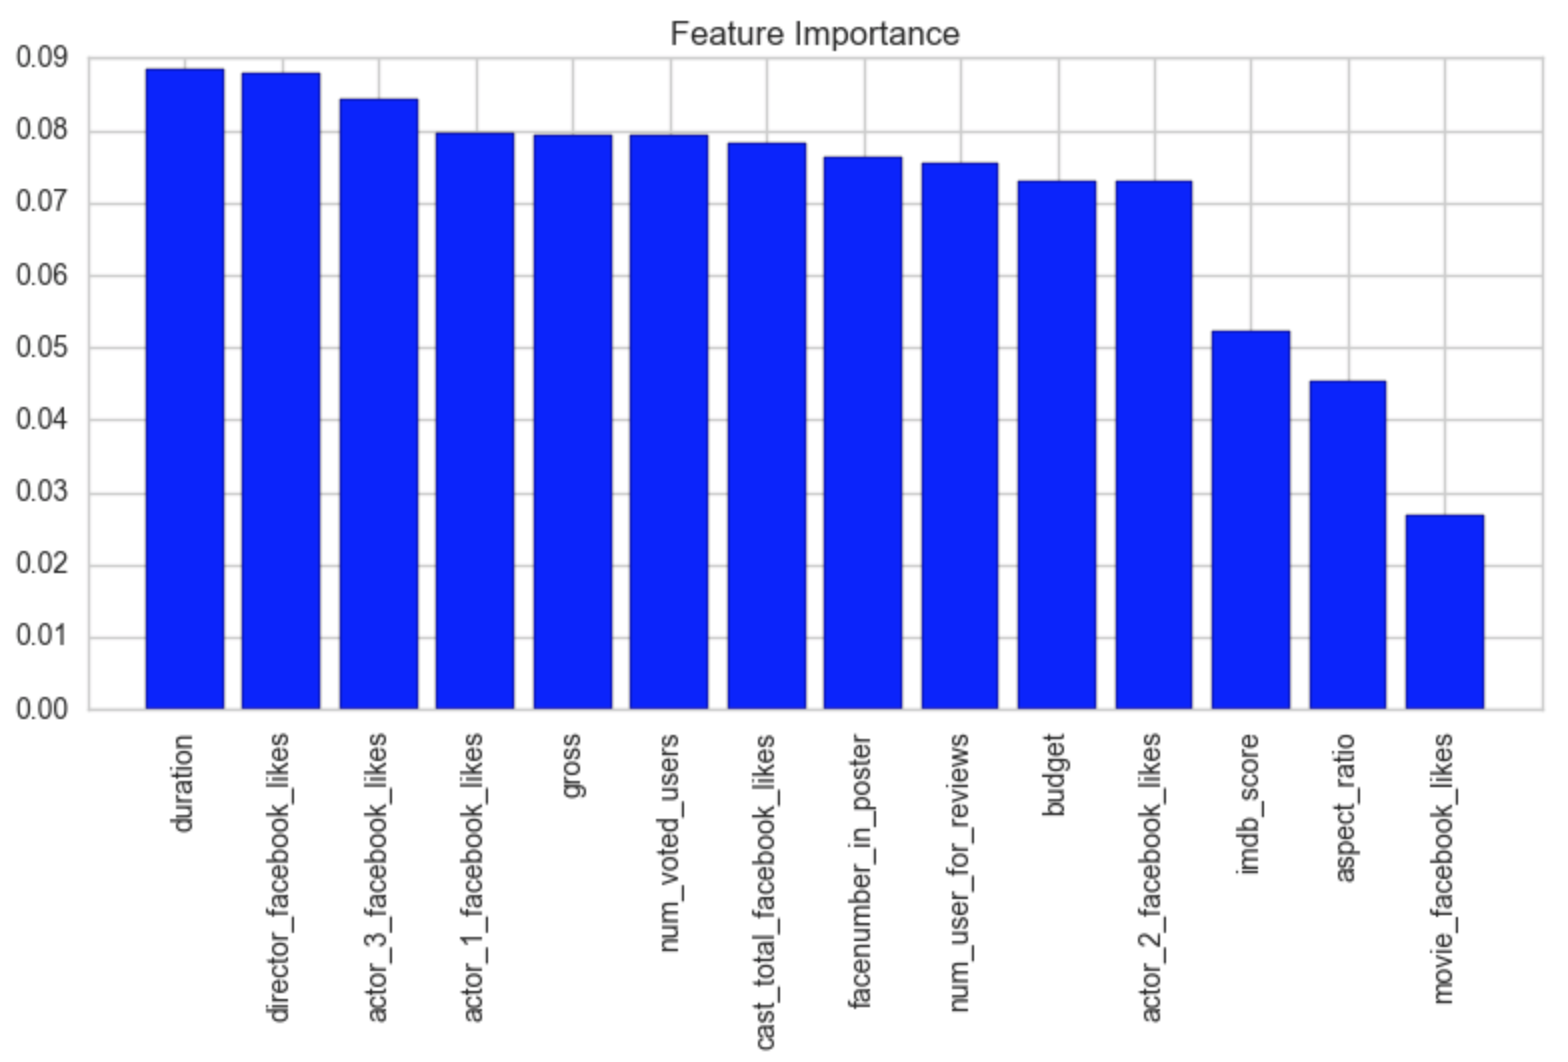 Feature Importance
0.09
0.08
0.07
0.06
0.05
0.04
0.03
0.02
0.01
0.00
duration
director_facebook_likes
actor_3_facebook_likes
actor_1_facebook_likes
gross
num_voted_users
cast_total_facebook_likes
facenumber_in_poster
num_user_for_reviews
budget
actor_2_facebook_likes
imdb_score
aspect_ratio
movie_facebook_likes